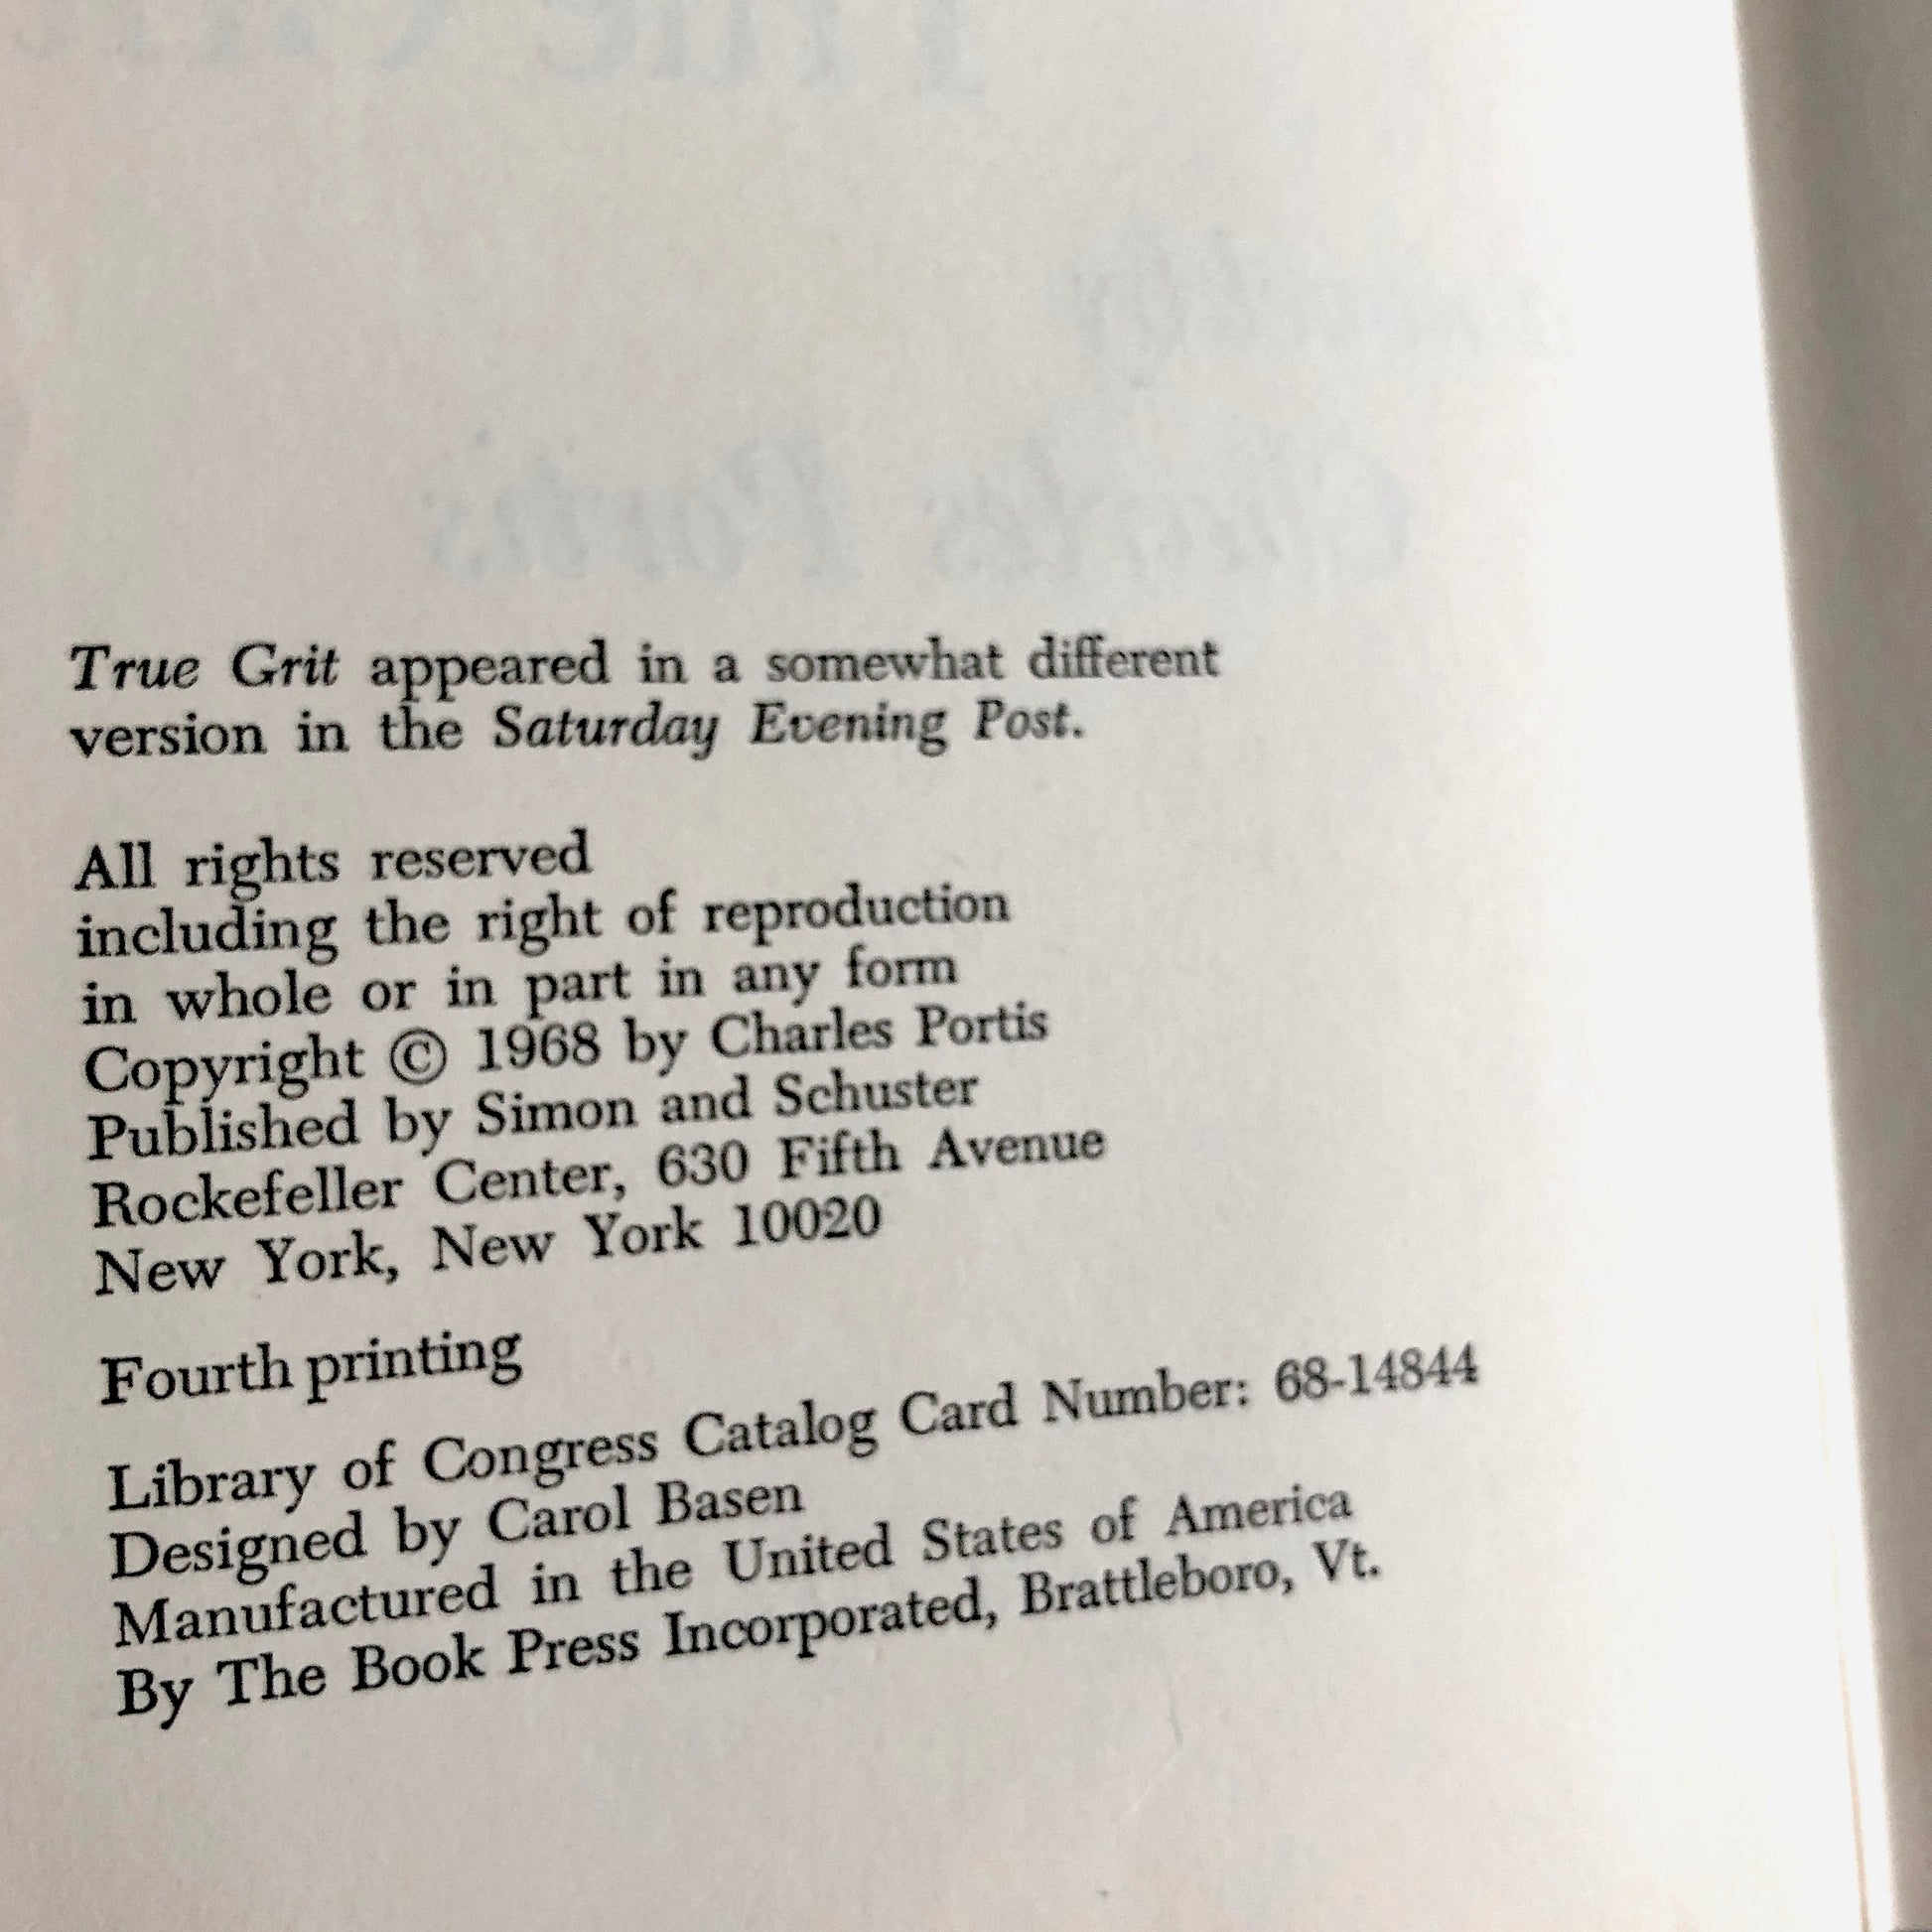 True Grit appeared in a somewhat different
version in the Saturday Evening Post.
All rights reserved
including the right of reproduction
in whole or in part in any form
Copyright © 1968 by Charles Portis
Published by Simon and Schuster
Rockefeller Center, 630 Fifth Avenue
New York, New York 10020
Fourth printing
Library of Congress Catalog Card Number: 68-14844
Designed by Carol Basen
Manufactured in the United States of America
By The Book Press Incorporated, Brattleboro, Vt.